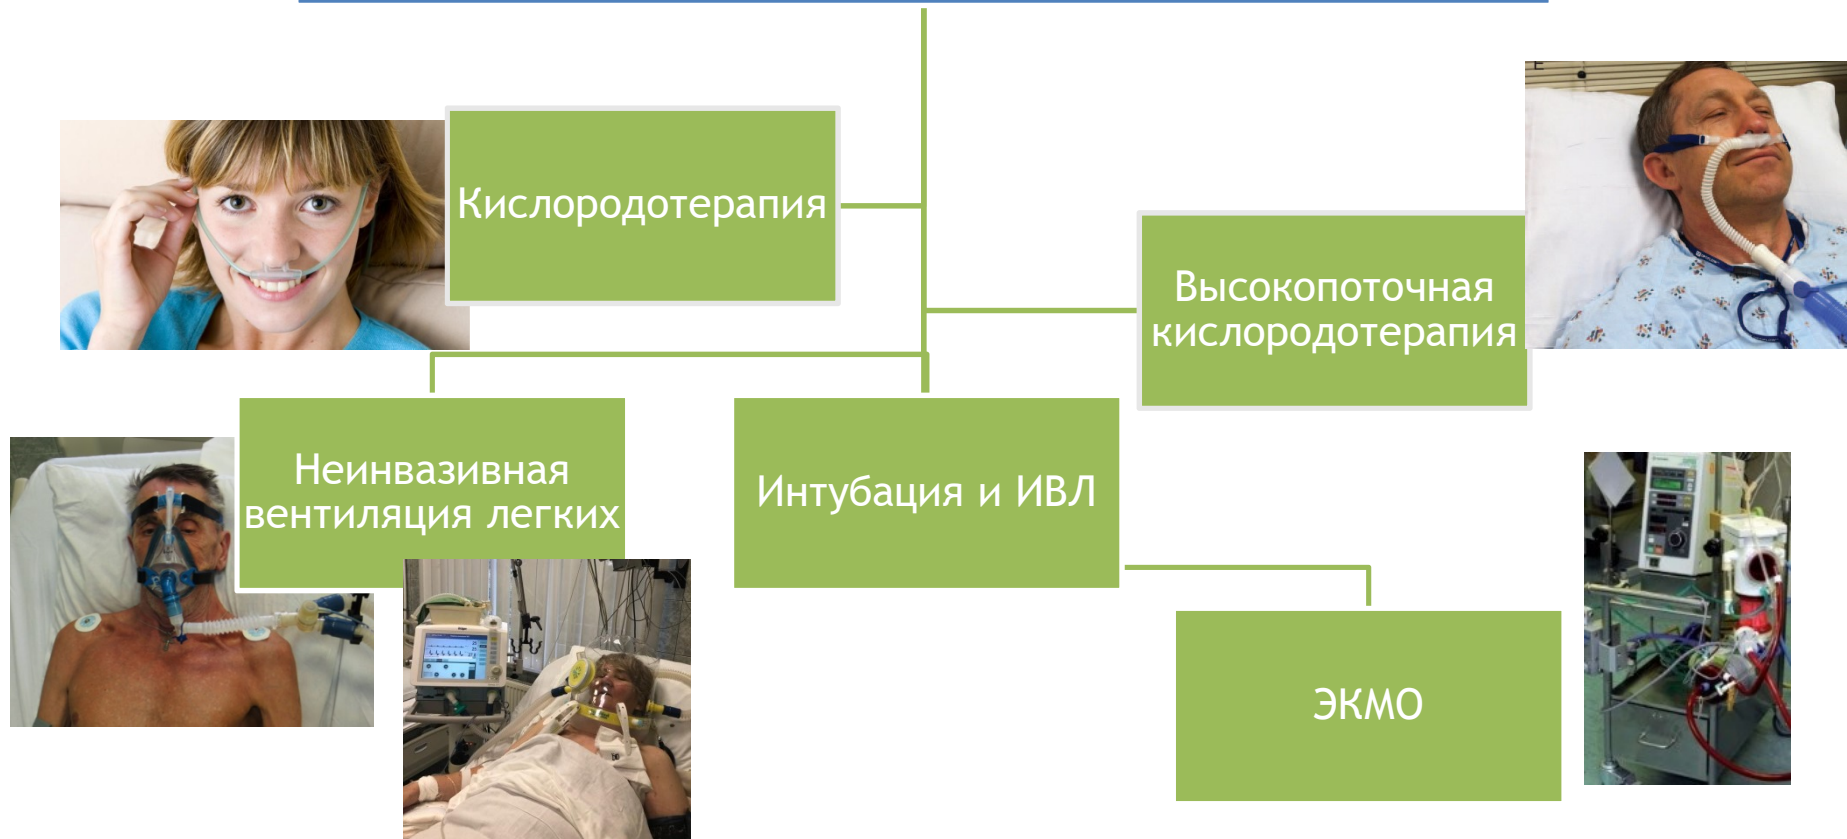 Кислородотерапия
Высокопоточная
кислородотерапия
Неинвазивная
вентиляция легких
Интубация и ИВЛ
ЭКМО